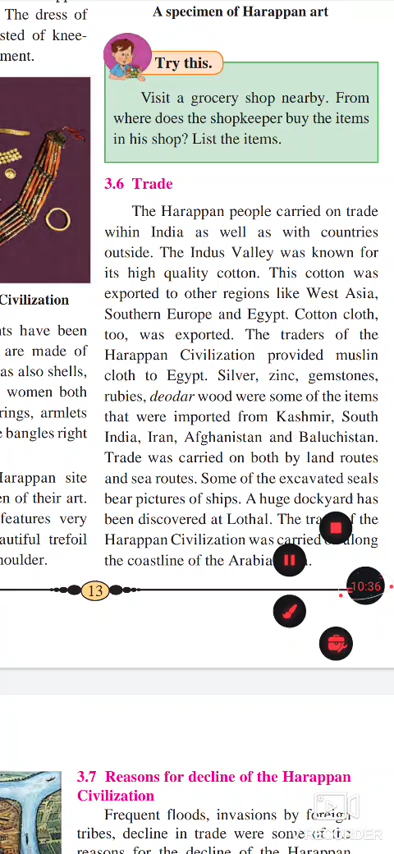 The dress of
sted of knee-
ment.
Civilization
nts have been
are made of
as also shells,
women both
rings, armlets
e bangles right
Harappan site
en of their art.
features very
autiful trefoil
houlder.
A specimen of Harappan art
Try this.
Visit a grocery shop nearby. From
where does the shopkeeper buy the items
in his shop? List the items.
3.6 Trade
The Harappan people carried on trade
wihin India as well as with countries
outside. The Indus Valley was known for
its high quality cotton. This cotton was
exported to other regions like West Asia,
Southern Europe and Egypt. Cotton cloth,
too, was exported. The traders of the
Harappan Civilization provided muslin
cloth to Egypt. Silver, zinc, gemstones,
rubies, deodar wood were some of the items
that were imported from Kashmir, South
India, Iran, Afghanistan and Baluchistan.
Trade was carried on both by land routes
and sea routes. Some of the excavated seals
bear pictures of ships. A huge dockyard has
been discovered at Lothal. The the
Harappan Civilization was carried along
the coastline of the
13
10:36
3.7 Reasons for decline of the Harappan
Civilization
Frequent floods, invasions by foreign
tribes, decline in trade were some of
reasons for the decline of the Harappan
RECORDER